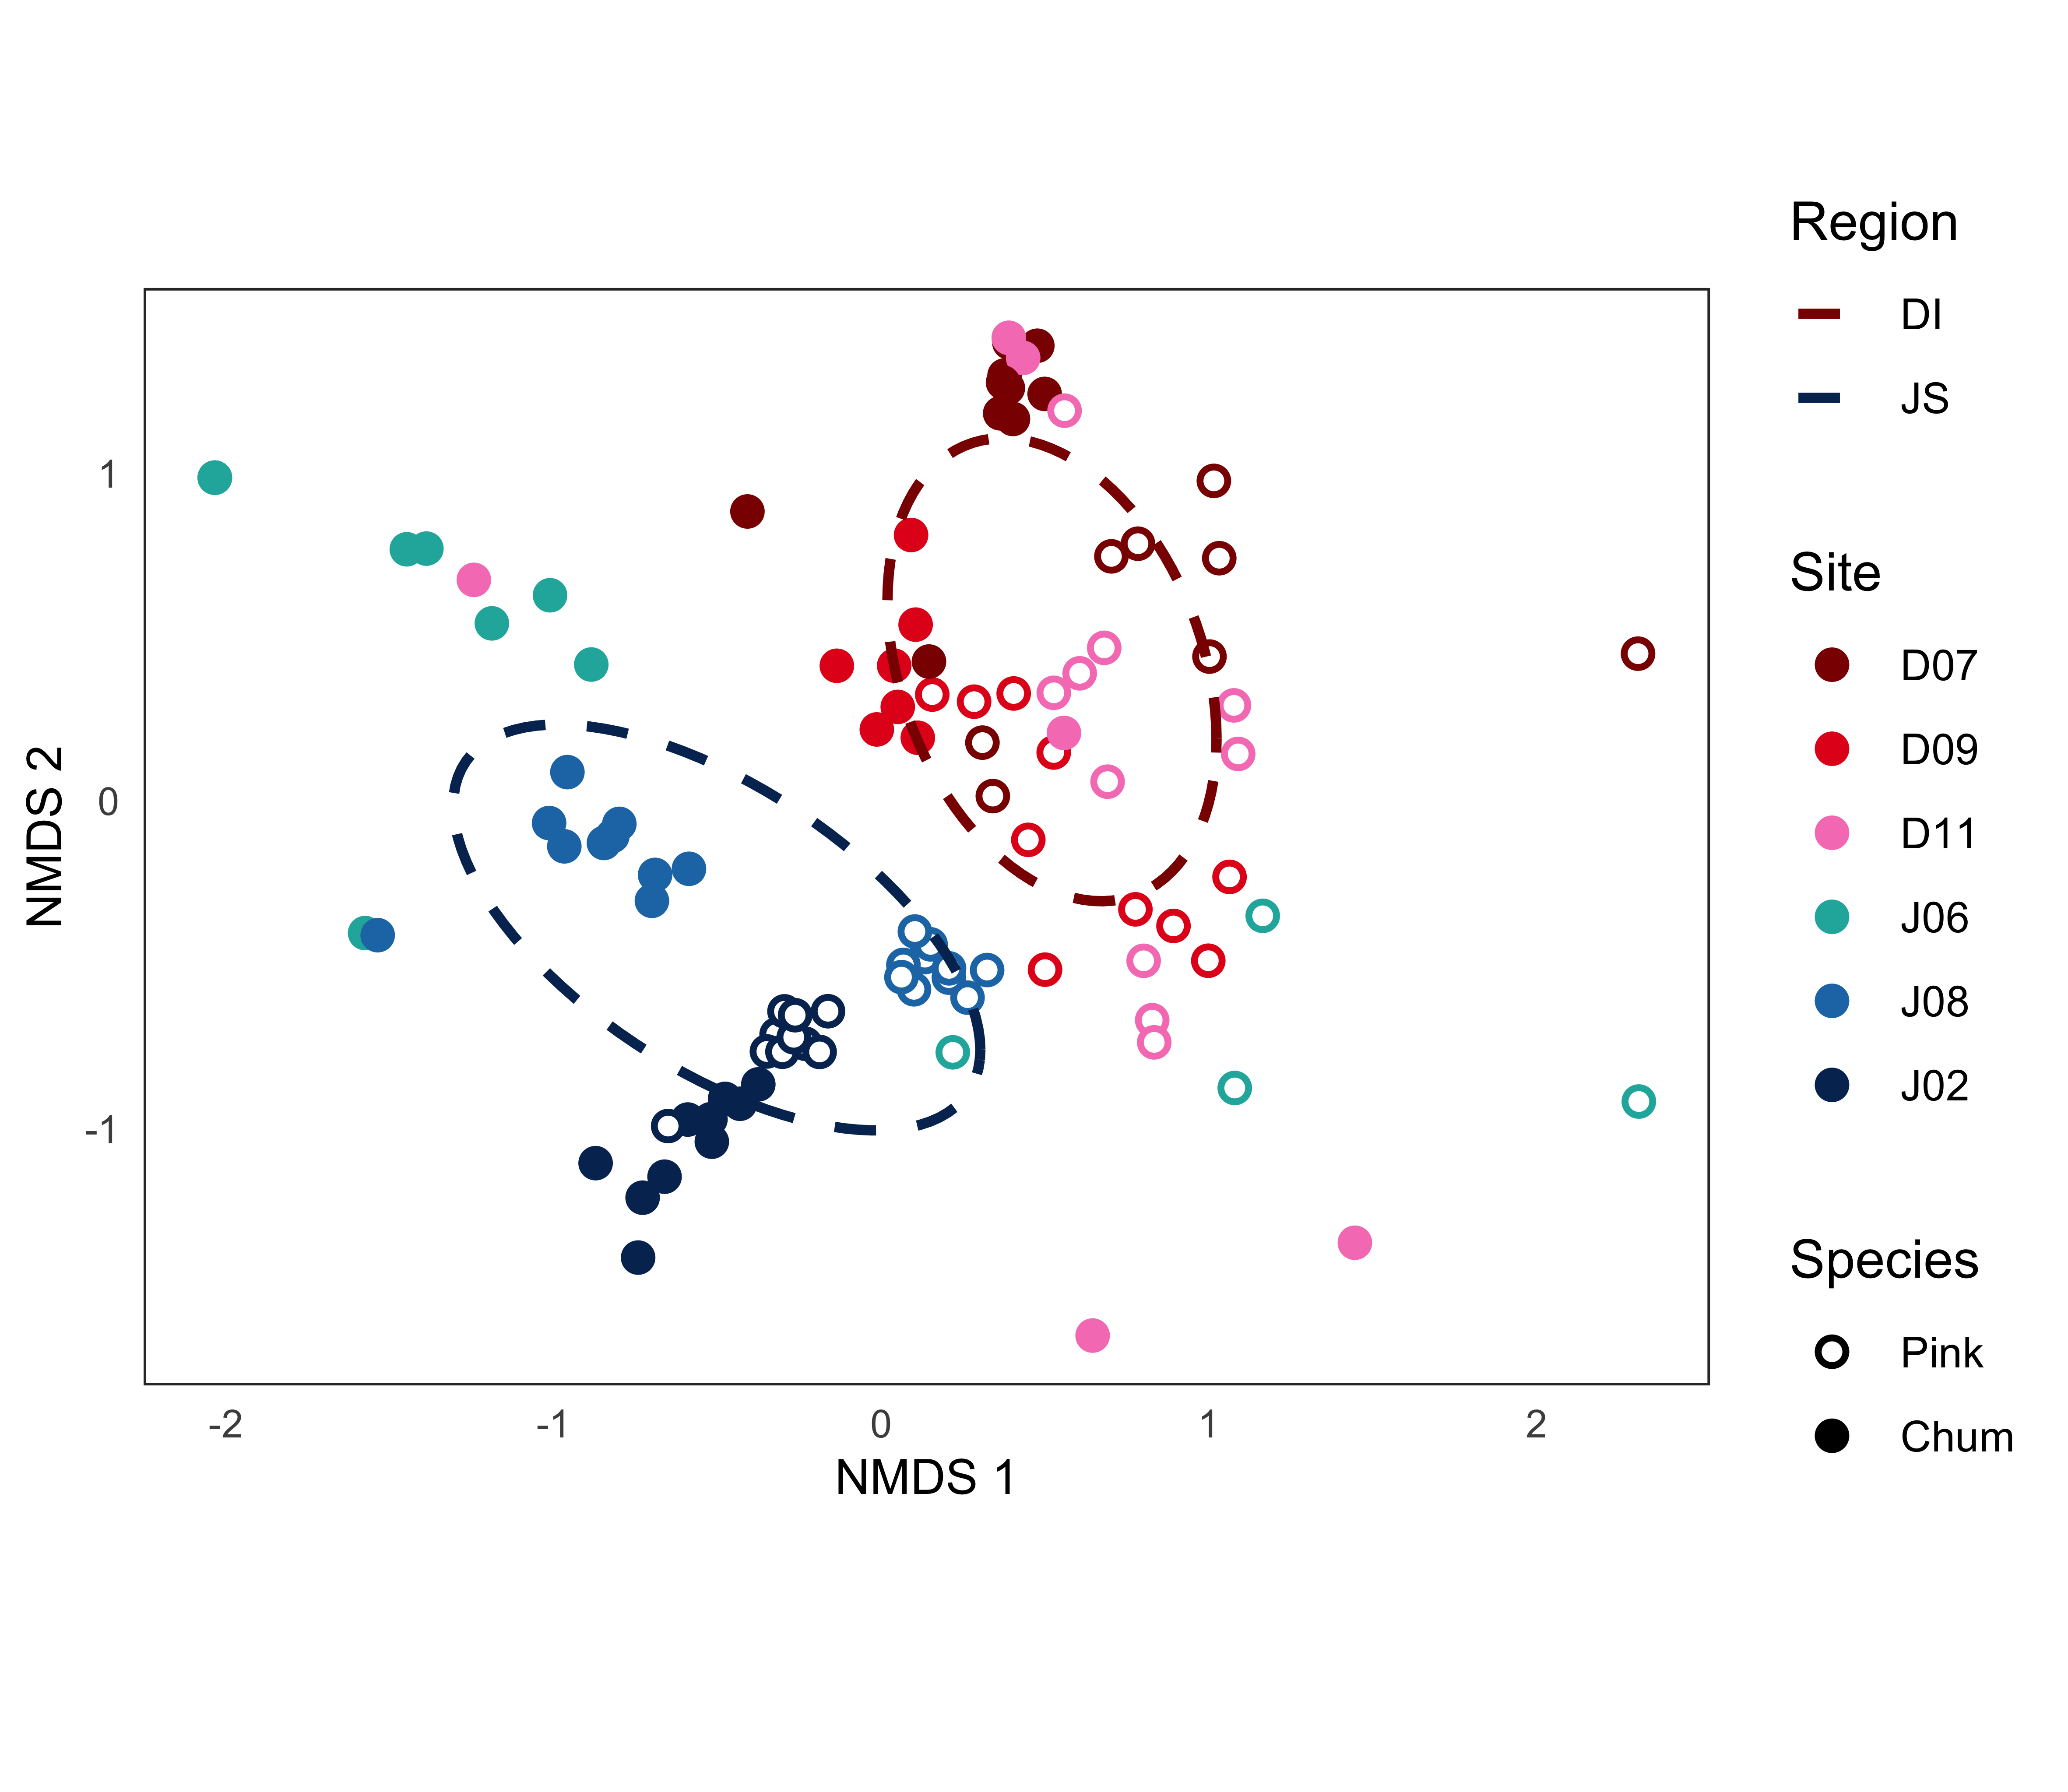 NMDS 2
1
0
-1
-2
-1
0
1
2
NMDS 1
Region
DI
JS
Site
D07
D09
D11
J06
J08
J02
Species
Pink
Chum